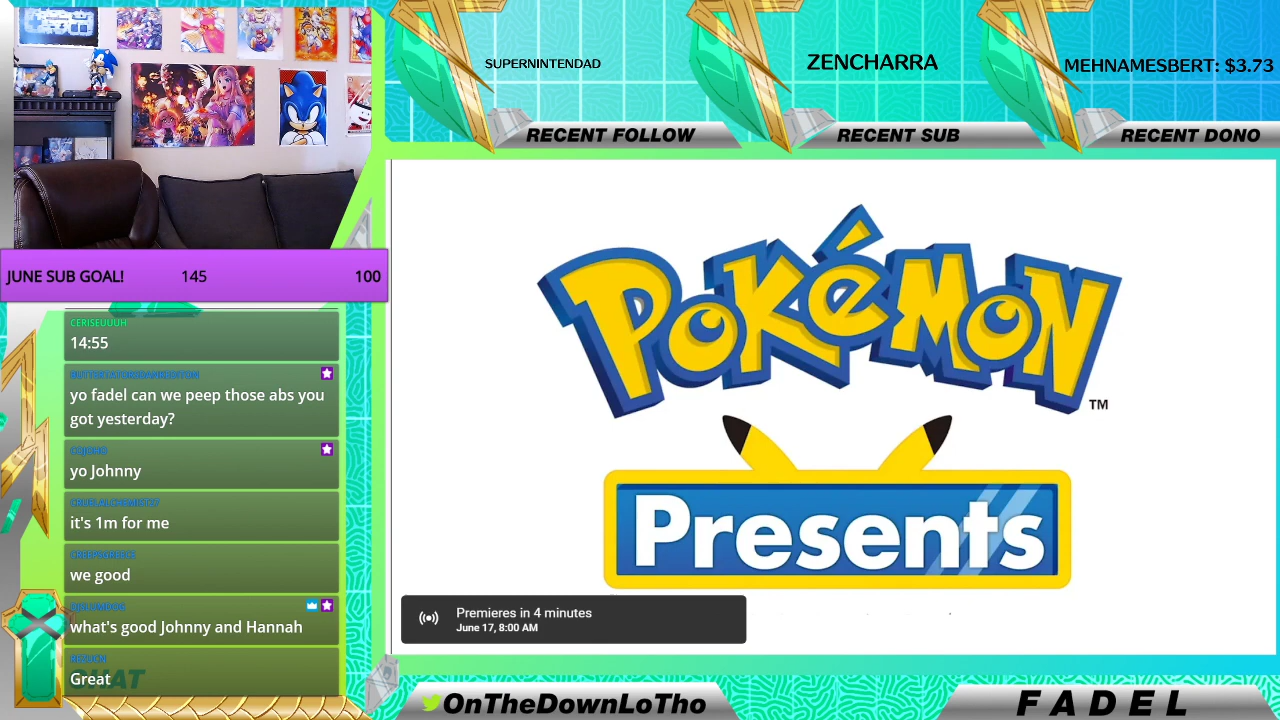 SUPERNINTENDAD
ZENCHARRA
MEHNAMESBERT: $3.73
RECENT FOLLOW
RECENT SUB
RECENT DONO
JUNE SUB GOAL! 145 100
CERISEUUUH
14:55
yo fadel can we peep those abs you
got yesterday?
yo Johnny
it's 1m for me
we good
what's good Johnny and Hannah
Great
CHAT
POKéMON
TM
Presents
Premieres in 4 minutes
June 17, 8:00 AM
OnTheDownLoTho
FADEL